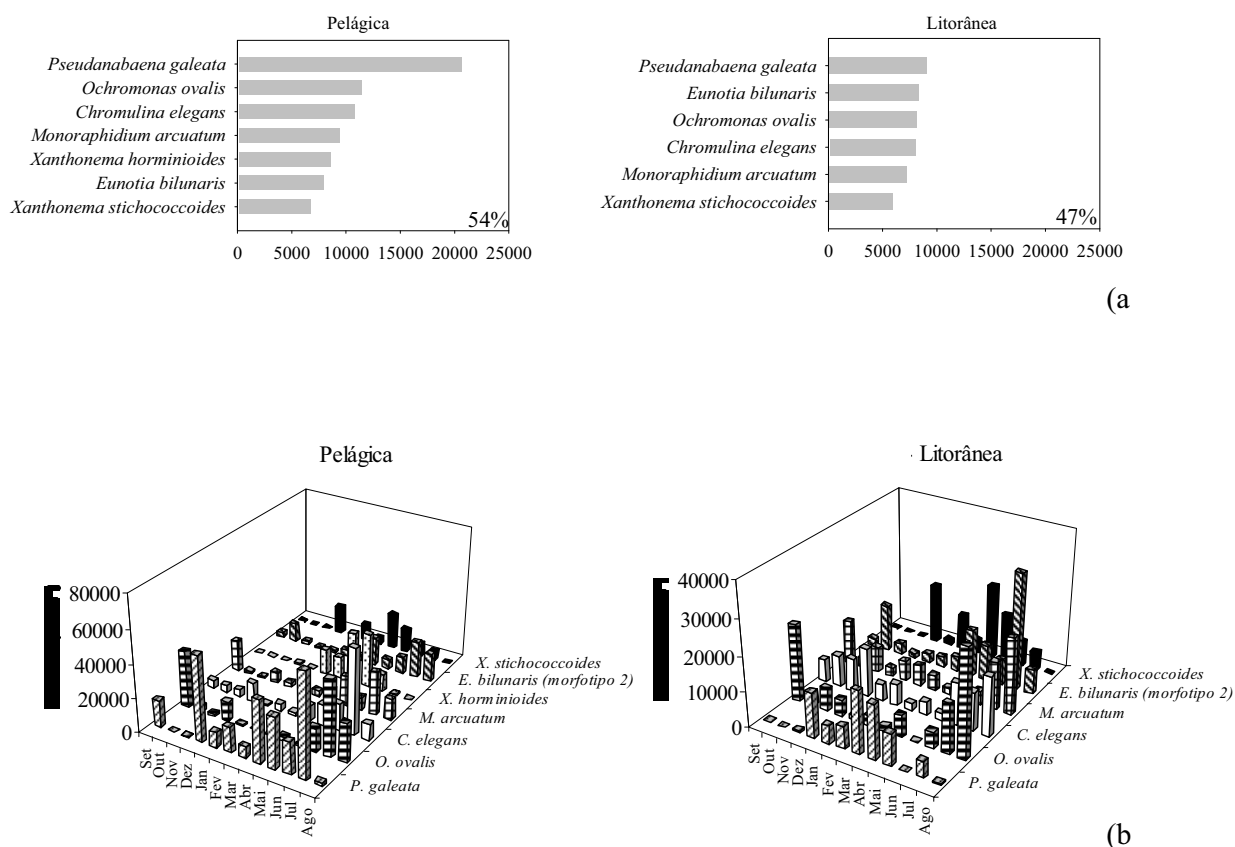 Pelágica
Pseudanabaena galeata
Ochromonas ovalis
Chromulina elegans
Monoraphidium arcuatum
Xanthonema horminioides
Eunotia bilunaris
Xanthonema stichococcoides
54%
0 5000 10000 15000 20000 25000
Litorânea
Pseudanabaena galeata
Eunotia bilunaris
Ochromonas ovalis
Chromulina elegans
Monoraphidium arcuatum
Xanthonema stichococcoides
47%
0 5000 10000 15000 20000 25000
(a
Pelágica
80000
60000
40000
20000
0
Set
Out
Nov
Dez
Jan
Fev
Mar
Abr
Mai
Jun
Jul
Ago
X. stichococcoides
E. bilunaris (morfotipo 2)
X. horminioides
M. arcuatum
C. elegans
O. ovalis
P. galeata
Litorânea
40000
30000
20000
10000
0
Set
Out
Nov
Dez
Jan
Fev
Mar
Abr
Mai
Jun
Jul
Ago
X. stichococcoides
E. bilunaris (morfotipo 2)
M. arcuatum
C. elegans
O. ovalis
P. galeata
(b